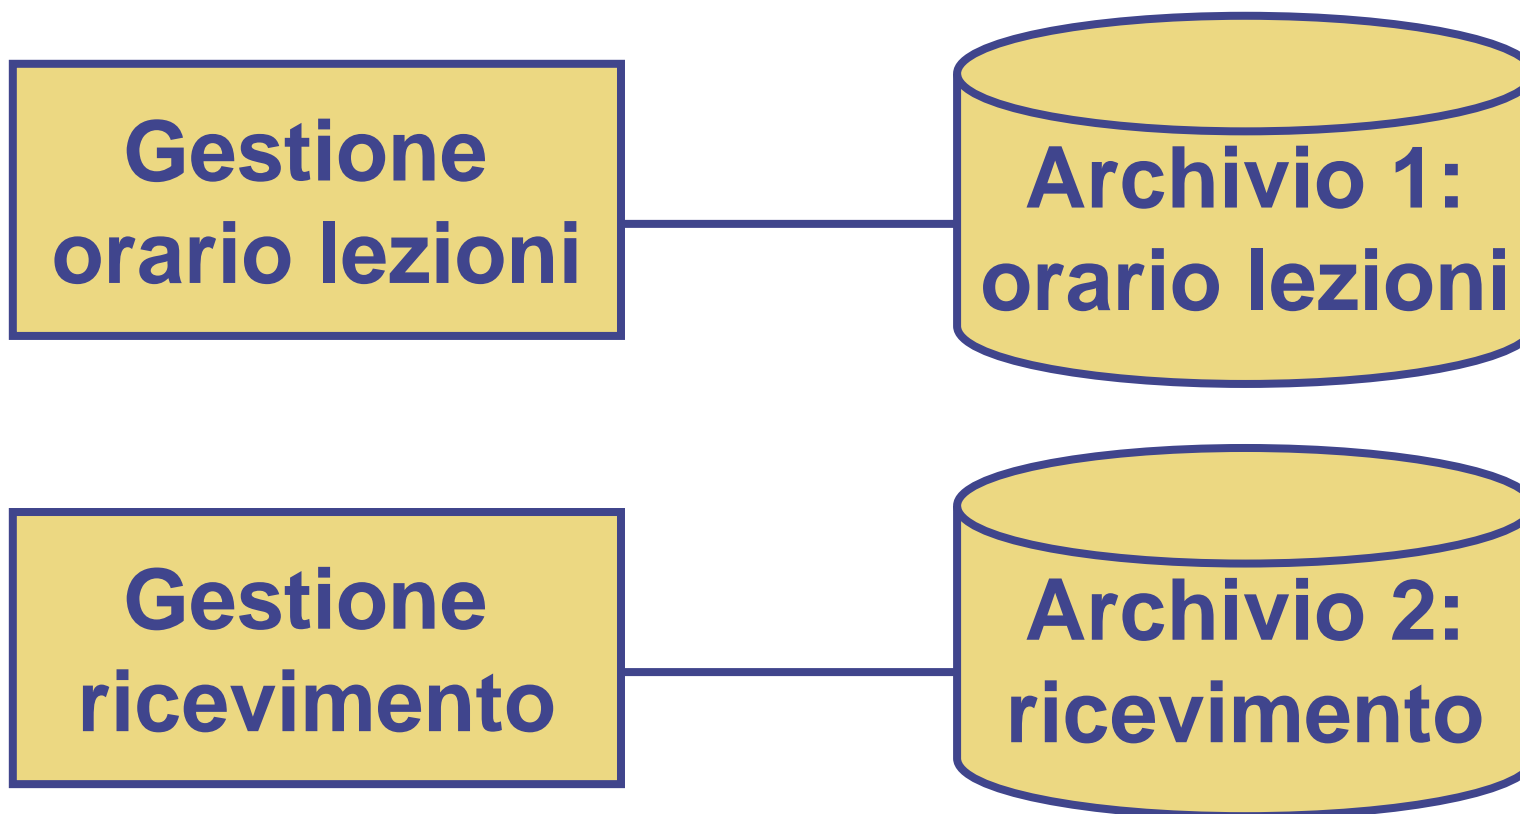 Gestione
orario lezioni
Archivio 1:
orario lezioni
Gestione
ricevimento
Archivio 2:
ricevimento